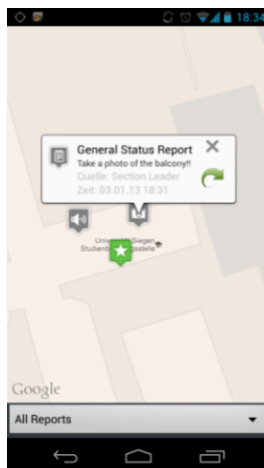 18:34
General Status Report
Take a photo of the balcony!!
Quelle: Section Leader
Zeit: 03.01.13 18:31
Siegen
Google
All Reports